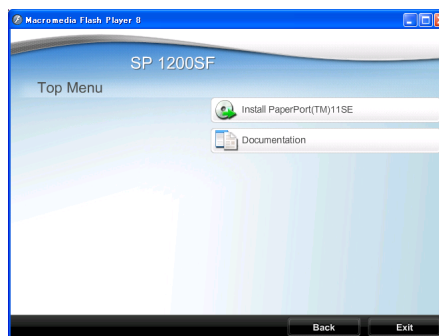 Macromedia Flash Player 8
SP 1200SF
Top Menu
Install PaperPort(TM)11SE
Documentation
Back
Exit